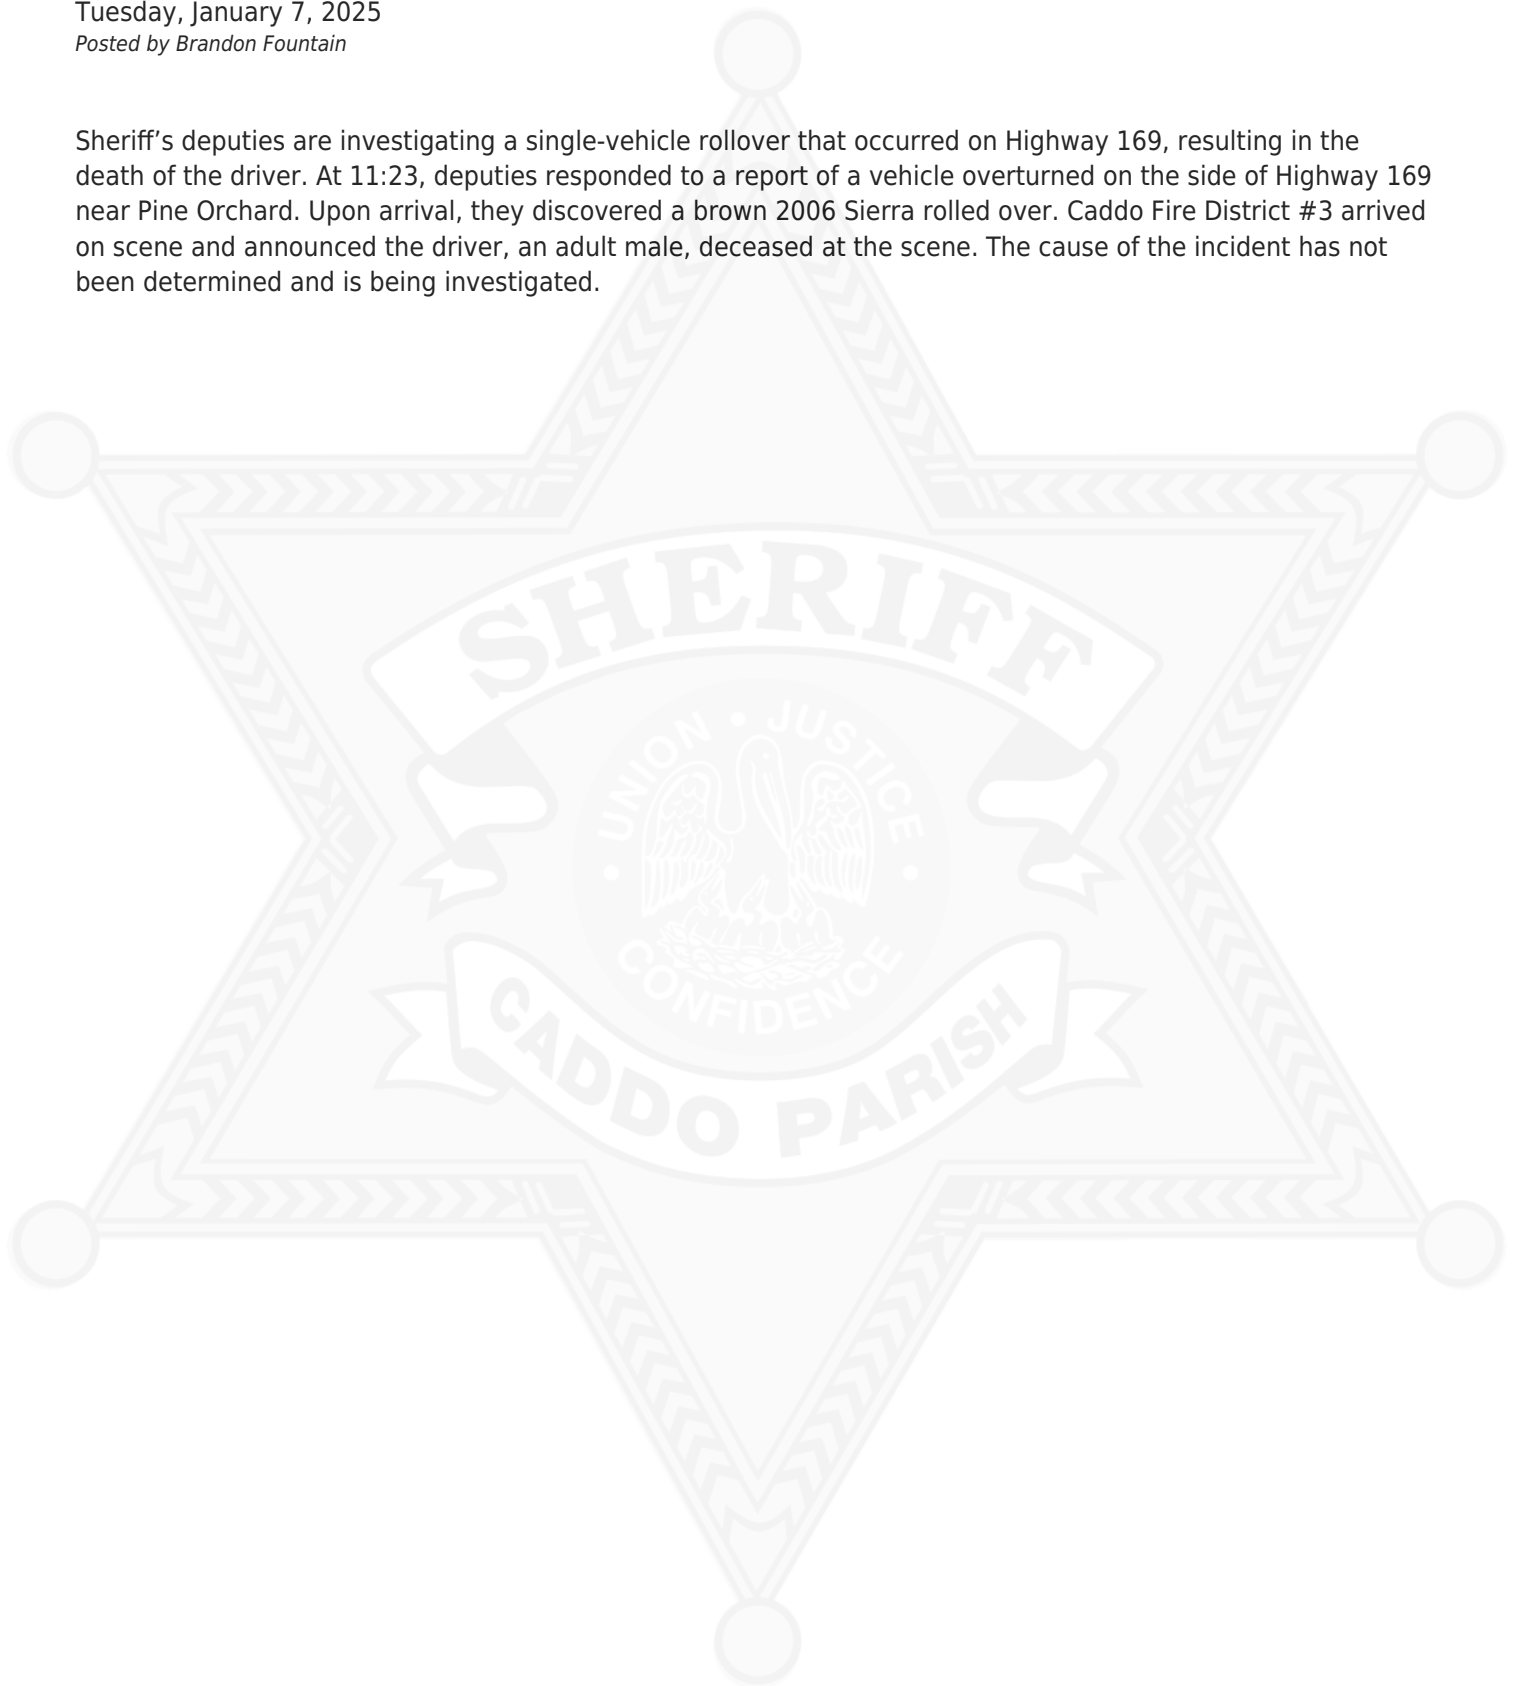 Tuesday, January 7, 2025
Posted by Brandon Fountain
Sheriff’s deputies are investigating a single-vehicle rollover that occurred on Highway 169, resulting in the
death of the driver. At 11:23, deputies responded to a report of a vehicle overturned on the side of Highway 169
near Pine Orchard. Upon arrival, they discovered a brown 2006 Sierra rolled over. Caddo Fire District #3 arrived
on scene and announced the driver, an adult male, deceased at the scene. The cause of the incident has not
been determined and is being investigated.
SHERIFF
UNION • JUSTICE
• CONFIDENCE •
CADDO PARISH